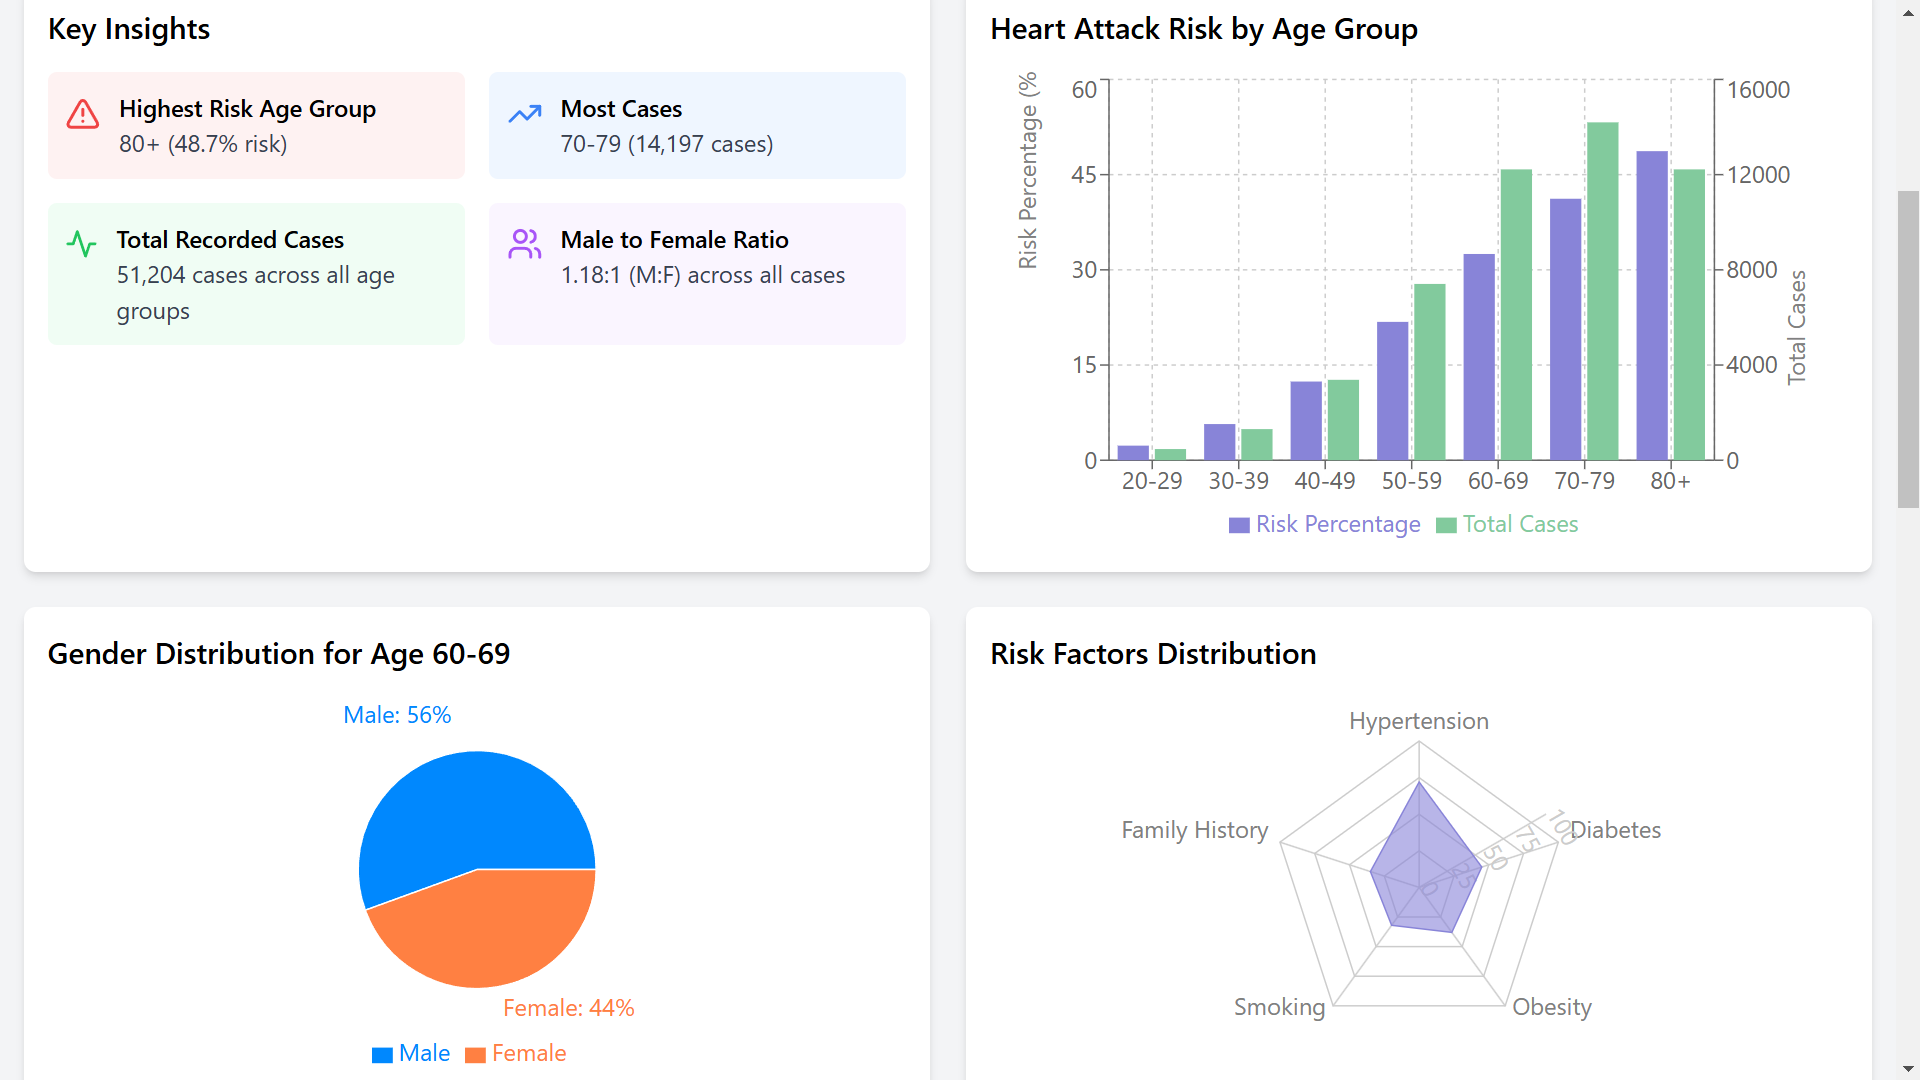 Key Insights
Highest Risk Age Group
80+ (48.7% risk)
Most Cases
70-79 (14,197 cases)
Total Recorded Cases
51,204 cases across all age
groups
Male to Female Ratio
1.18:1 (M:F) across all cases
Heart Attack Risk by Age Group
Risk Percentage (%
60
45
30
15
0
16000
12000
8000
4000
0
Total Cases
20-29 30-39 40-49 50-59 60-69 70-79 80+
Risk Percentage Total Cases
Gender Distribution for Age 60-69
Male: 56%
Female: 44%
Male Female
Risk Factors Distribution
Hypertension
Family History
Diabetes
100
75
50
25
0
Smoking
Obesity